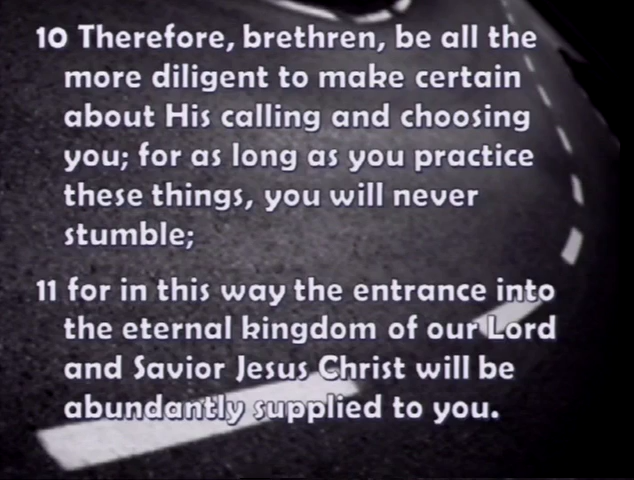 10 Therefore, brethren, be all the
more diligent to make certain
about His calling and choosing
you; for as long as you practice
these things, you will never
stumble;
11 for in this way the entrance into
the eternal kingdom of our Lord
and Savior Jesus Christ will be
abundantly supplied to you.